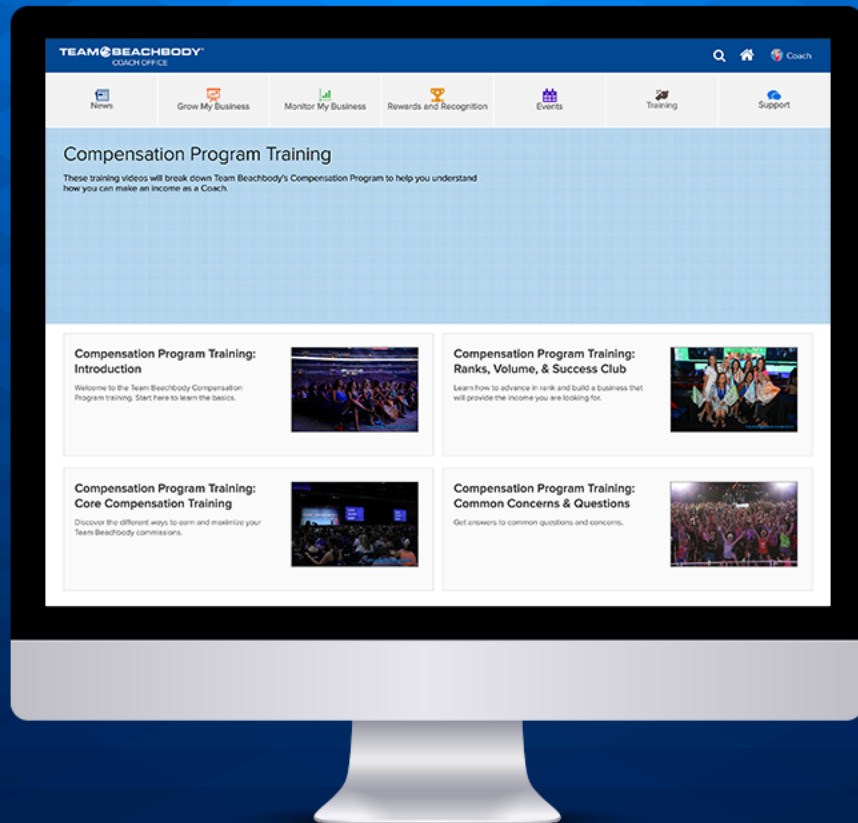 TEAM BEACHBODY
COACH OFFICE
Coach
News
Grow My Business
Monitor My Business
Rewards and Recognition
Events
Training
Support
Compensation Program Training
These training videos will break down Team Beachbody's Compensation Program to help you understand
how you can make an income as a Coach.
Compensation Program Training:
Introduction
Welcome to the Team Beachbody Compensation
Program training. Start here to learn the basics.
Compensation Program Training:
Ranks, Volume, & Success Club
Learn how to advance in rank and build a business that
will provide the income you are looking for.
Compensation Program Training:
Core Compensation Training
Discover the different ways to earn and maximize your
Team Beachbody commissions.
Compensation Program Training:
Common Concerns & Questions
Get answers to common questions and concerns.